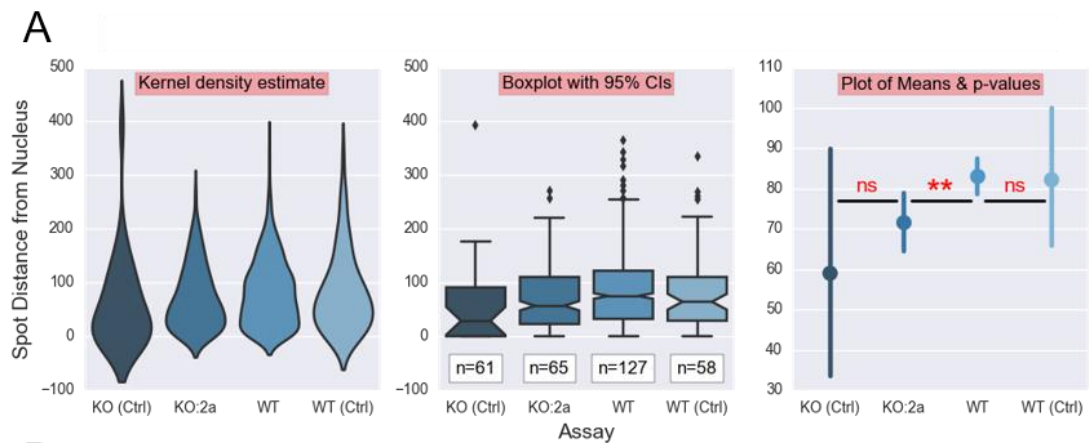 A
Kernel density estimate
Boxplot with 95% CIs
Plot of Means & p-values
Spot Distance from Nucleus
500
400
300
200
100
0
−100
KO (Ctrl) KO:2a WT WT (Ctrl)
500
400
300
200
100
0
−100
n=61 n=65 n=127 n=58
KO (Ctrl) KO:2a WT WT (Ctrl)
Assay
110
100
90
80
70
60
50
40
30
ns ** ns
KO (Ctrl) KO:2a WT WT (Ctrl)